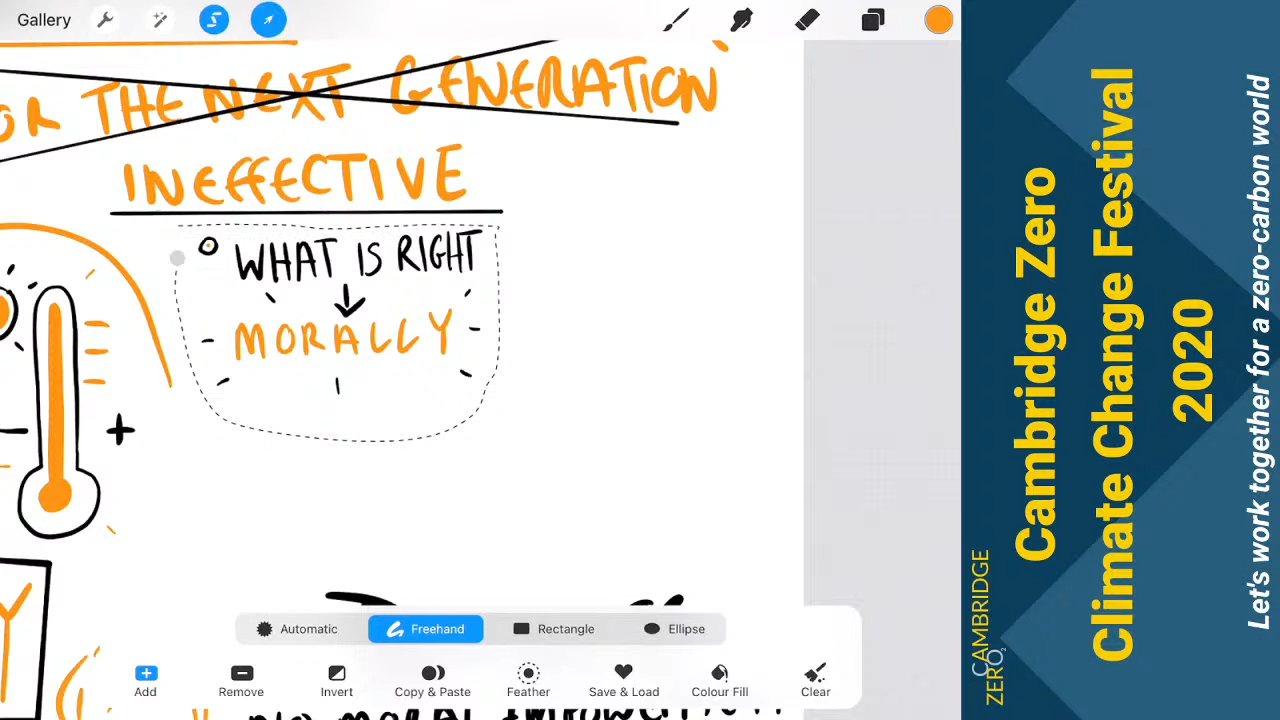 Gallery
OR THE NEXT GENERATION
INEFFECTIVE
WHAT IS RIGHT
MORALLY
Y
Automatic
Freehand
Rectangle
Ellipse
Add
Remove
Invert
Copy & Paste
Feather
Save & Load
Colour Fill
Clear
MORAL
Cambridge Zero
Climate Change Festival
2020
Let's work together for a zero-carbon world
CAMBRIDGE
ZERO
CO₂